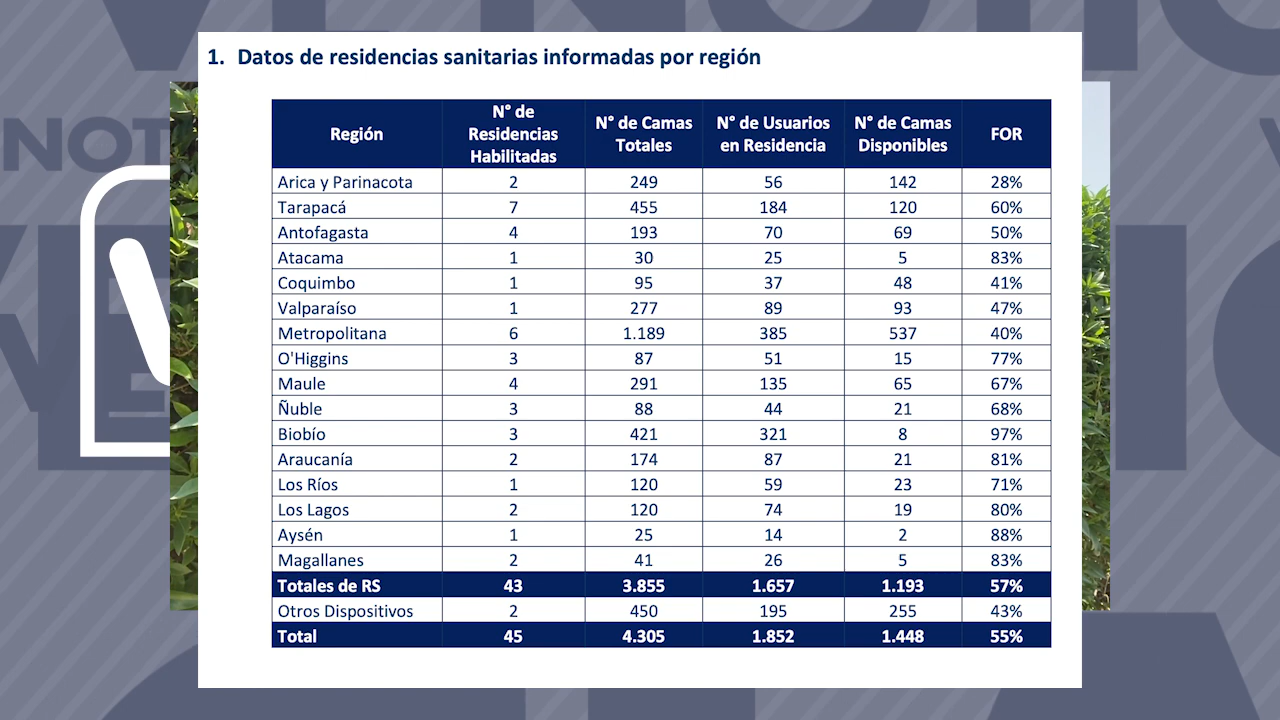 1. Datos de residencias sanitarias informadas por región
Región N° de Residencias Habilitadas N° de Camas Totales N° de Usuarios en Residencia N° de Camas Disponibles FOR
Arica y Parinacota 2 249 56 142 28%
Tarapacá 7 455 184 120 60%
Antofagasta 4 193 70 69 50%
Atacama 1 30 25 5 83%
Coquimbo 1 95 37 48 41%
Valparaíso 1 277 89 93 47%
Metropolitana 6 1.189 385 537 40%
O'Higgins 3 87 51 15 77%
Maule 4 291 135 65 67%
Ñuble 3 88 44 21 68%
Biobío 3 421 321 8 97%
Araucanía 2 174 87 21 81%
Los Ríos 1 120 59 23 71%
Los Lagos 2 120 74 19 80%
Aysén 1 25 14 2 88%
Magallanes 2 41 26 5 83%
Totales de RS 43 3.855 1.657 1.193 57%
Otros Dispositivos 2 450 195 255 43%
Total 45 4.305 1.852 1.448 55%